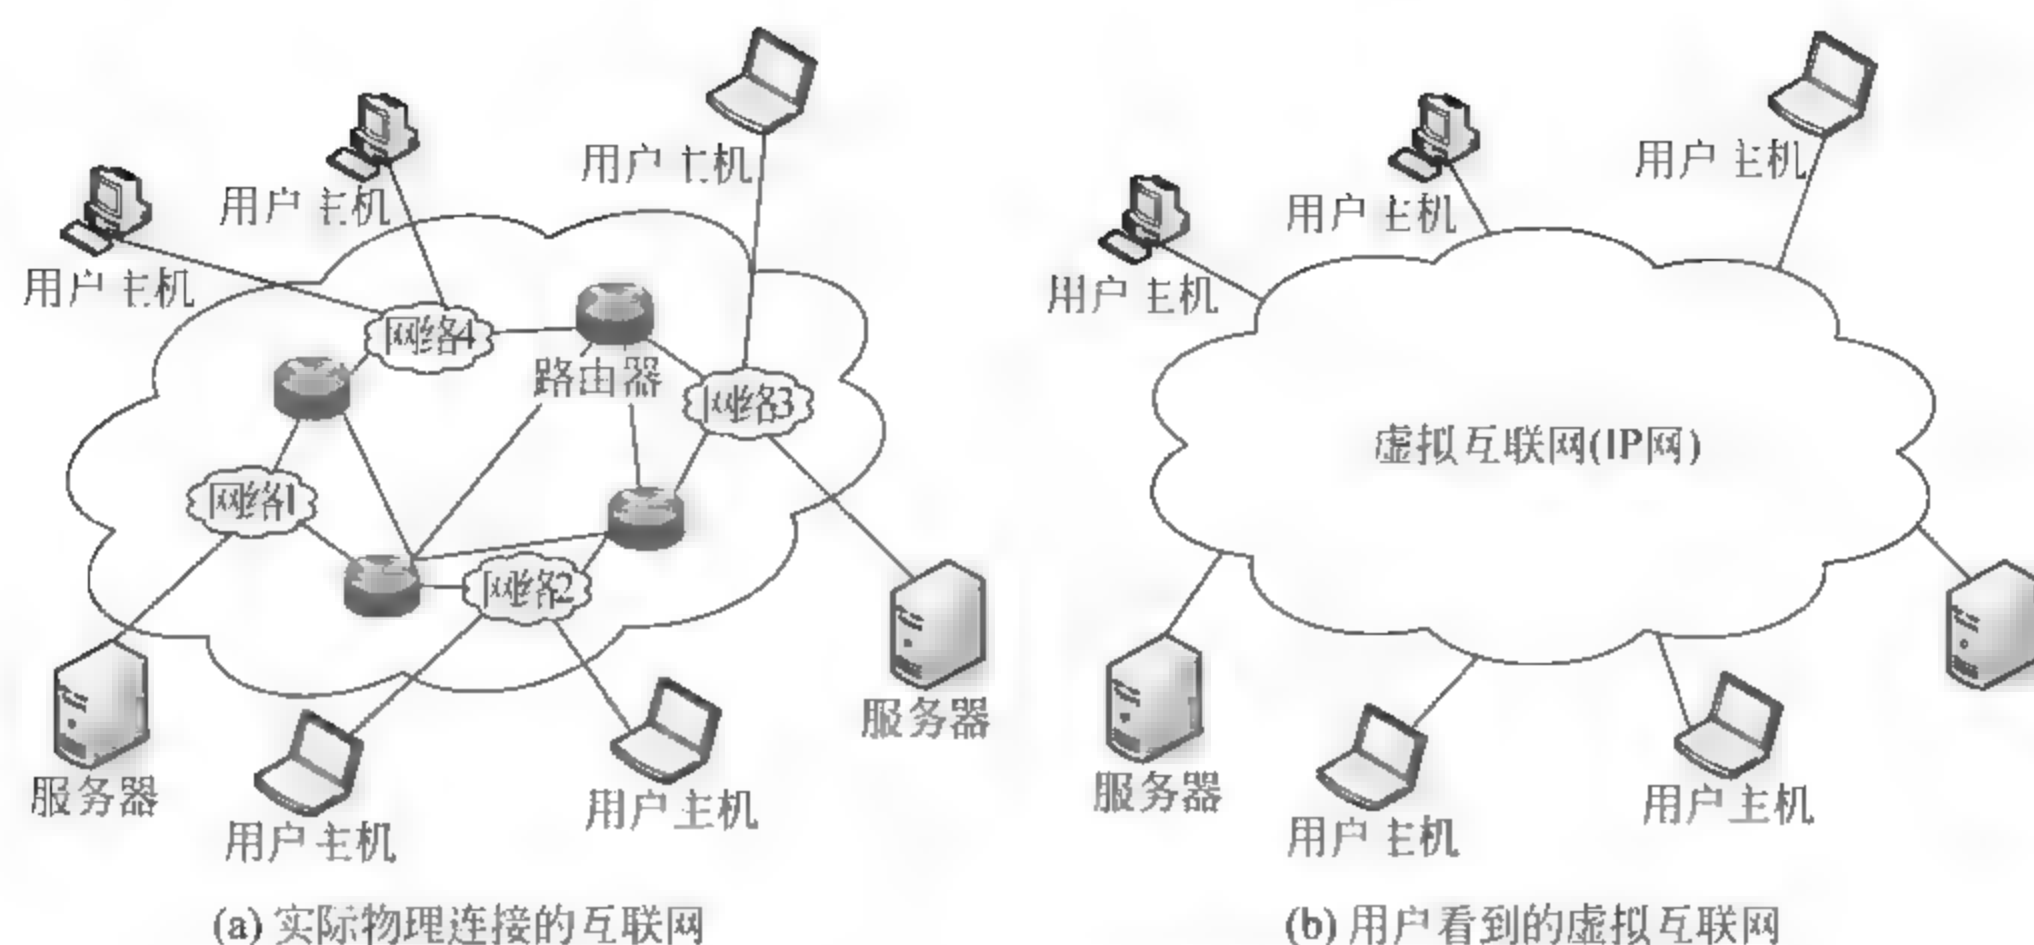 用户主机
用户主机
用户主机
网络4
路由器
网络3
网络1
网络2
服务器
服务器
用户主机
用户主机
(a) 实际物理连接的互联网
用户主机
用户主机
用户主机
虚拟互联网(IP网)
服务器
用户主机
用户主机
(b) 用户看到的虚拟互联网